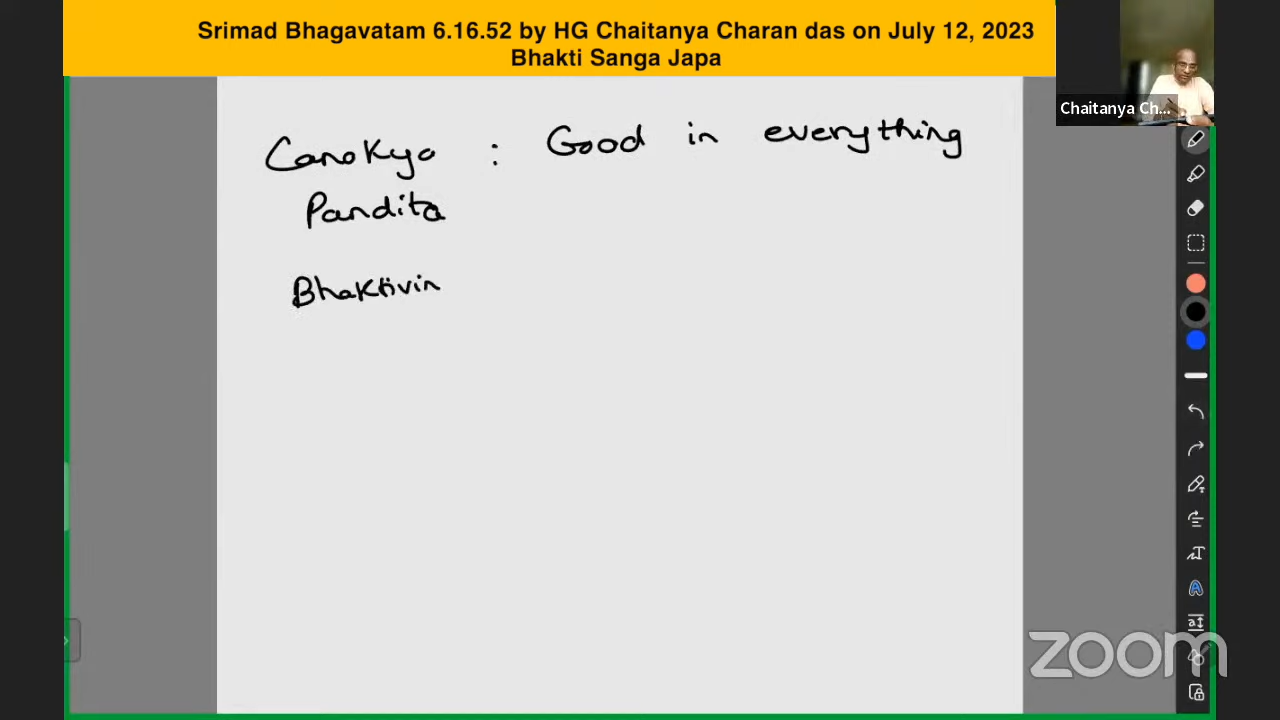 Srimad Bhagavatam 6.16.52 by HG Chaitanya Charan das on July 12, 2023
Bhakti Sanga Japa
Chaitanya Ch...
Canakya : Good in everything
Pandita
Bhaktivin
zoom